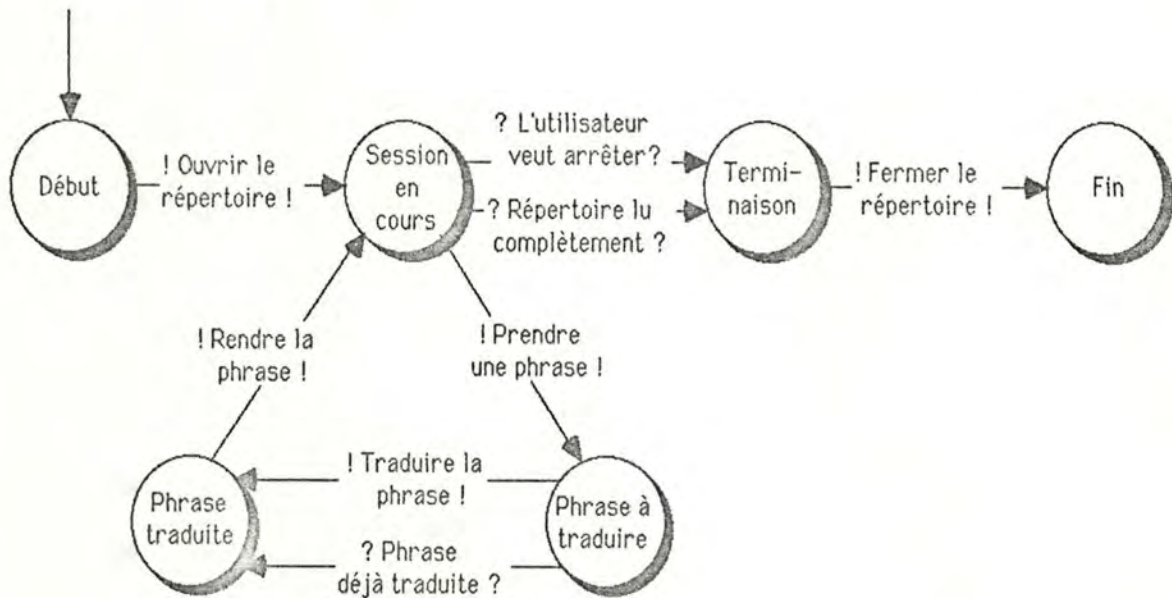 Début
! Ouvrir le
répertoire !
Session
en
cours
? L'utilisateur
veut arrêter?
? Répertoire lu
complètement ?
Termi-
naison
! Fermer le
répertoire !
Fin
! Rendre la
phrase !
! Prendre
une phrase !
Phrase
traduite
! Traduire la
phrase !
? Phrase
déjà traduite ?
Phrase à
traduire